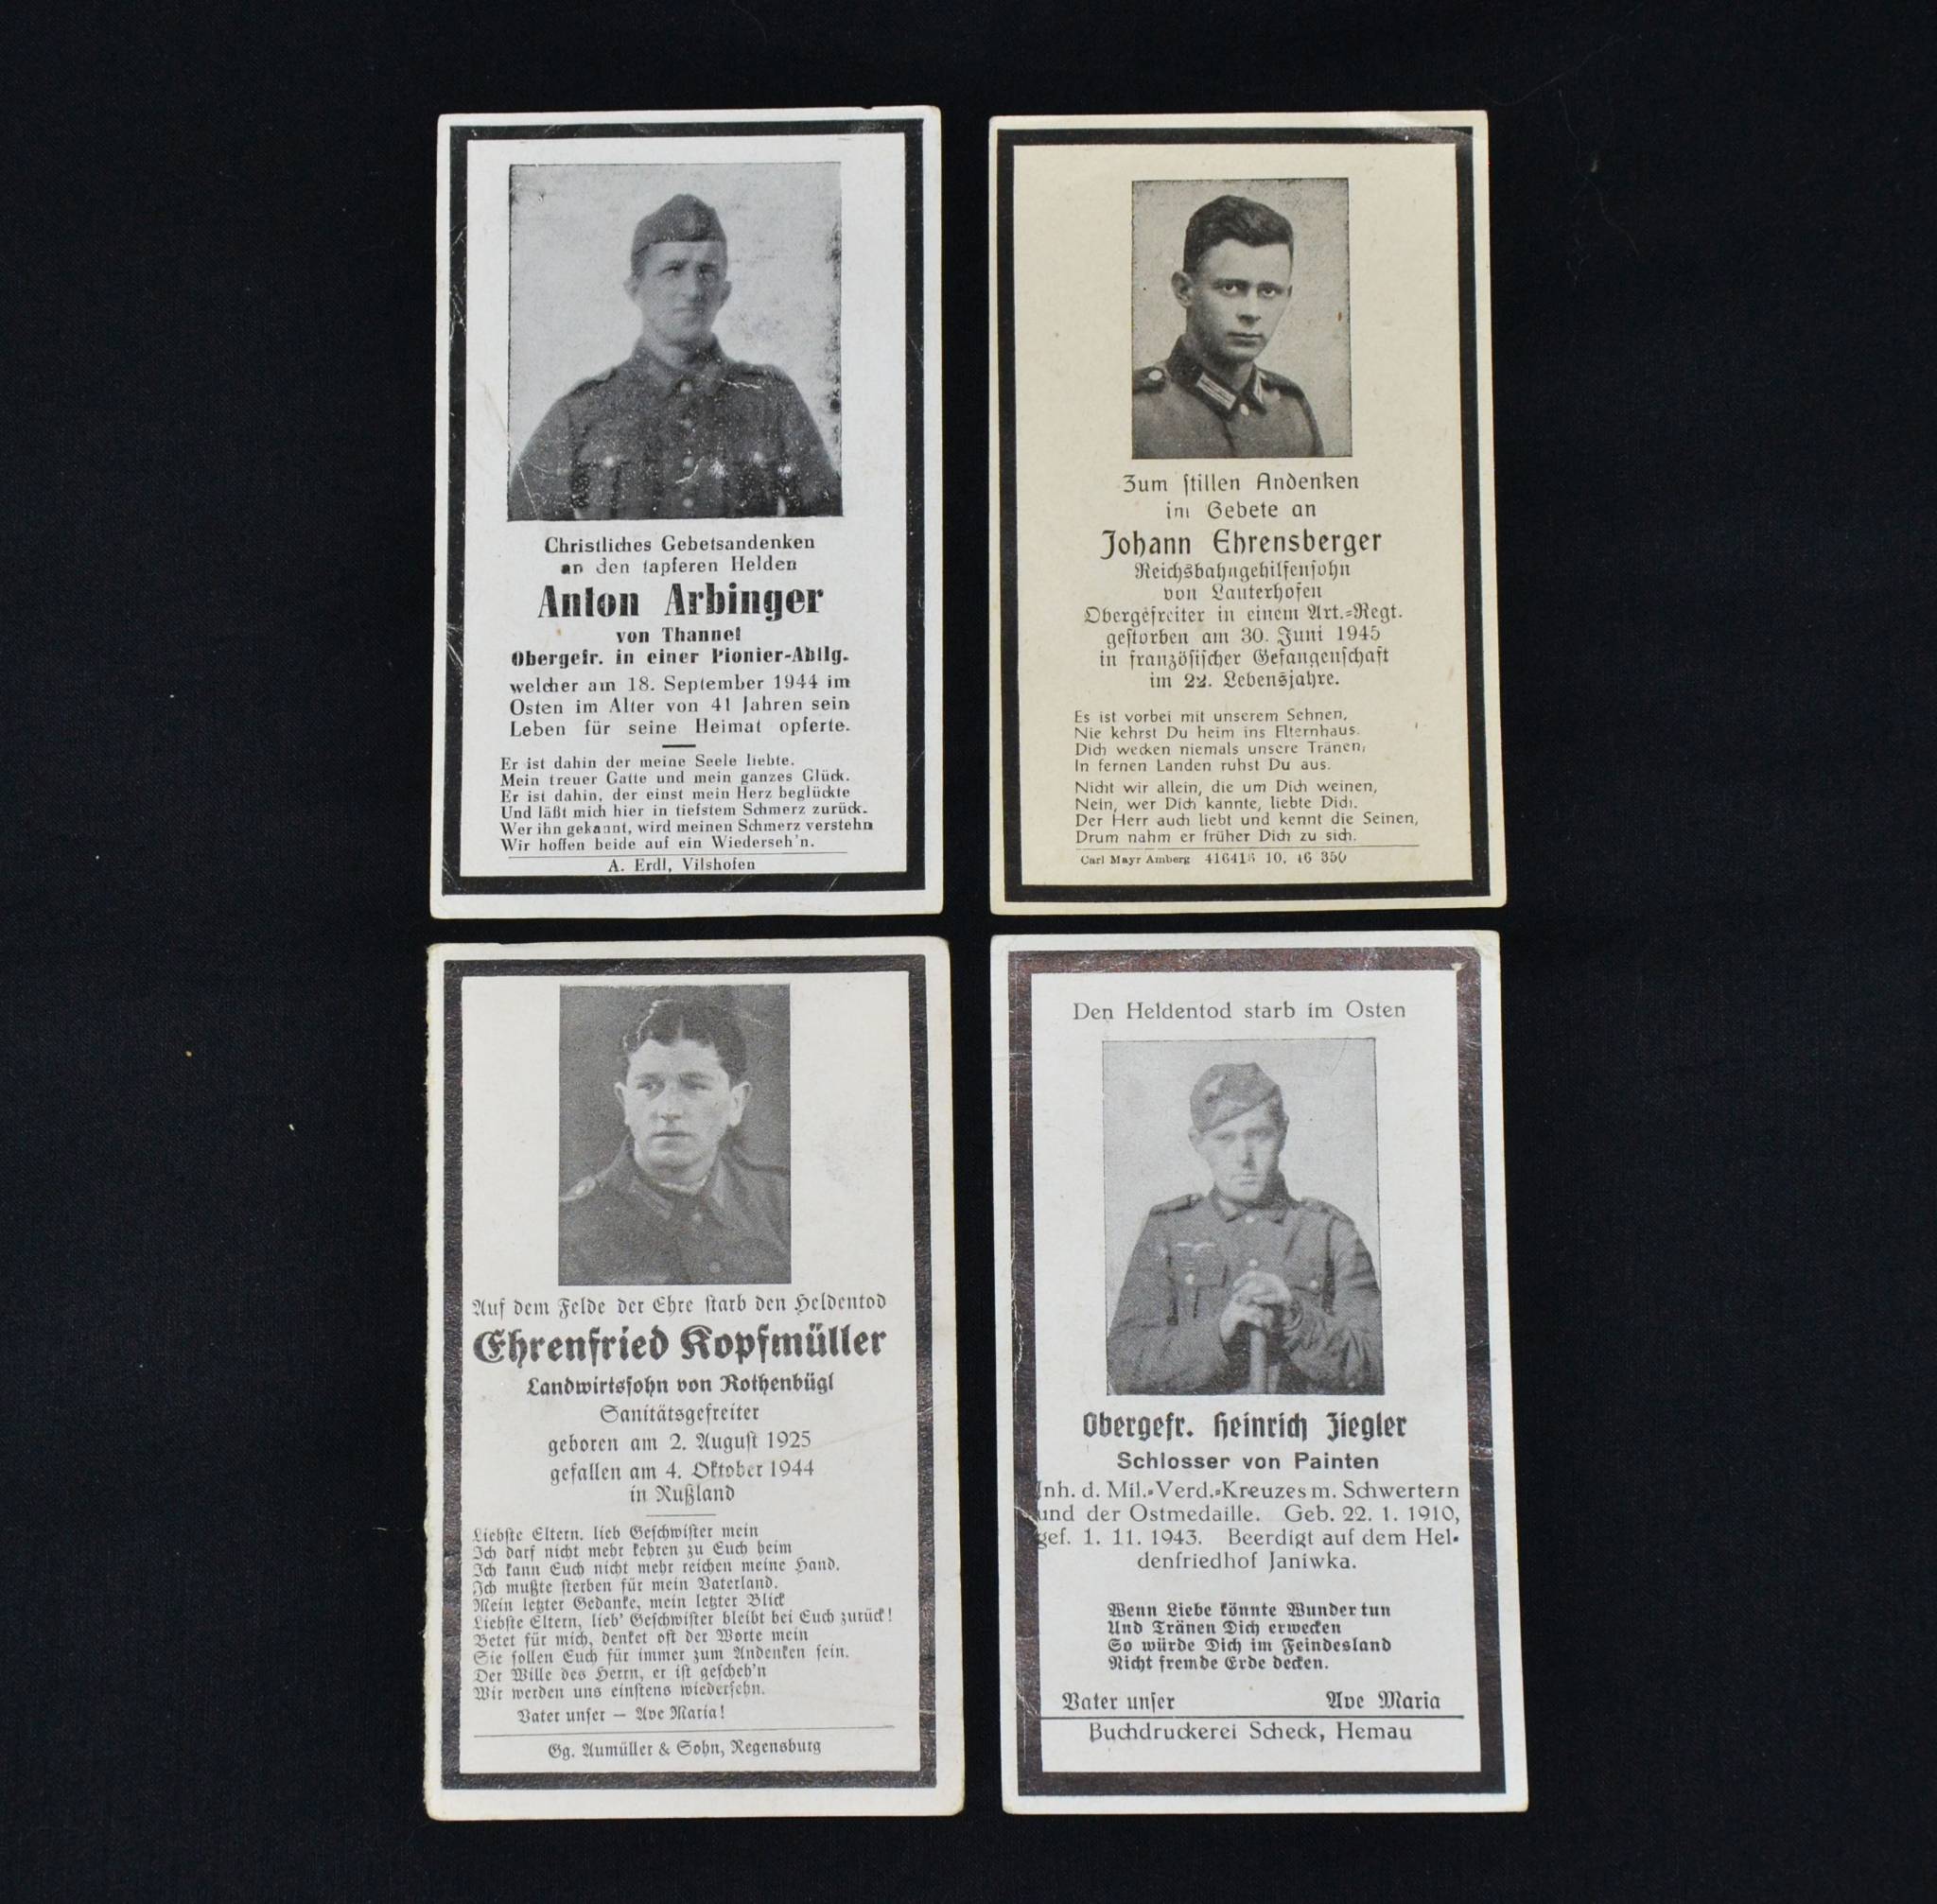 Christliches Gebetsandenken
an den tapferen Helden
Anton Arbinger
von Thannet
Obergefr. in einer Pionier-Abtlg.
welcher am 18. September 1944 im
Osten im Alter von 41 Jahren sein
Leben für seine Heimat opferte.
Er ist dahin der meine Seele liebte.
Mein treuer Gatte und mein ganzes Glück.
Er ist dahin, der einst mein Herz beglückte
Und läßt mich hier in tiefstem Schmerz zurück.
Wer ihn gekannt, wird meinen Schmerz verstehn
Wir hoffen beide auf ein Wiederseh'n.
A. Erdl, Vilshofen
Zum ſtillen Andenken
im Gebete an
Johann Ehrensberger
Reichsbahngehilfenſohn
von Lauterhofen
Obergefreiter in einem Art.-Regt.
geſtorben am 30. Juni 1945
in franzöſiſcher Gefangenſchaft
im 22. Lebensjahre.
Es ist vorbei mit unserem Sehnen,
Nie kehrst Du heim ins Elternhaus.
Dich wecken niemals unsere Tränen,
In fernen Landen ruhst Du aus.
Nicht wir allein, die um Dich weinen,
Nein, wer Dich kannte, liebte Dich.
Der Herr auch liebt und kennt die Seinen,
Drum nahm er früher Dich zu sich.
Carl Mayr Amberg 10. 46 350
Auf dem Felde der Ehre ſtarb den Heldentod
Ehrenfried Kopfmüller
Landwirtsſohn von Rothenbügl
Sanitätsgefreiter
geboren am 2. Auguſt 1925
gefallen am 4. Oktober 1944
in Rußland
Liebſte Eltern. lieb Geſchwiſter mein
Ich darf nicht mehr kehren zu Euch heim
Ich kann Euch nicht mehr reichen meine Hand.
Ich mußte ſterben für mein Vaterland.
Mein letzter Gedanke, mein letzter Blick
Liebſte Eltern, lieb' Geſchwiſter bleibt bei Euch zurück!
Betet für mich, denket oft der Worte mein
Sie ſollen Euch für immer zum Andenken ſein.
Der Wille des Herrn, er iſt geſcheh'n
Wir werden uns einſtens wiederſehn.
Vater unſer — Ave Maria!
Gg. Aumüller & Sohn, Regensburg
Den Heldentod starb im Osten
Obergefr. Heinrich Ziegler
Schlosser von Painten
Inh. d. Mil.-Verd.-Kreuzes m. Schwertern
und der Ostmedaille. Geb. 22. 1. 1910,
gef. 1. 11. 1943. Beerdigt auf dem Hel-
denfriedhof Janiwka.
Wenn Liebe könnte Wunder tun
Und Tränen Dich erwecken
So würde Dich im Feindesland
Nicht fremde Erde decken.
Vater unſer Ave Maria
Buchdruckerei Scheck, Hemau